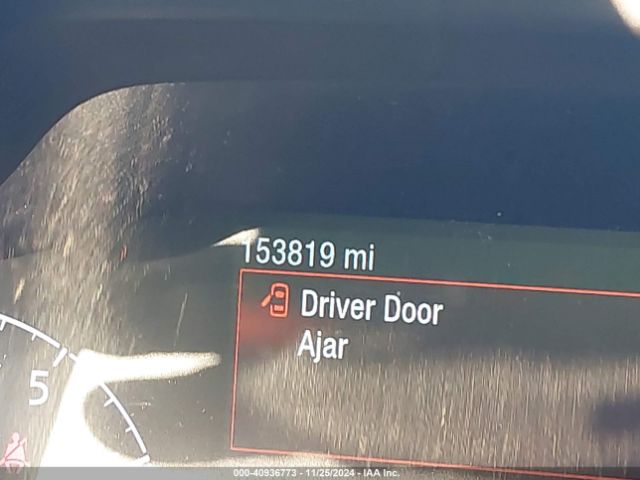 153819 mi
Driver Door
Ajar
5
000-40936773 - 11/25/2024 - IAA Inc.